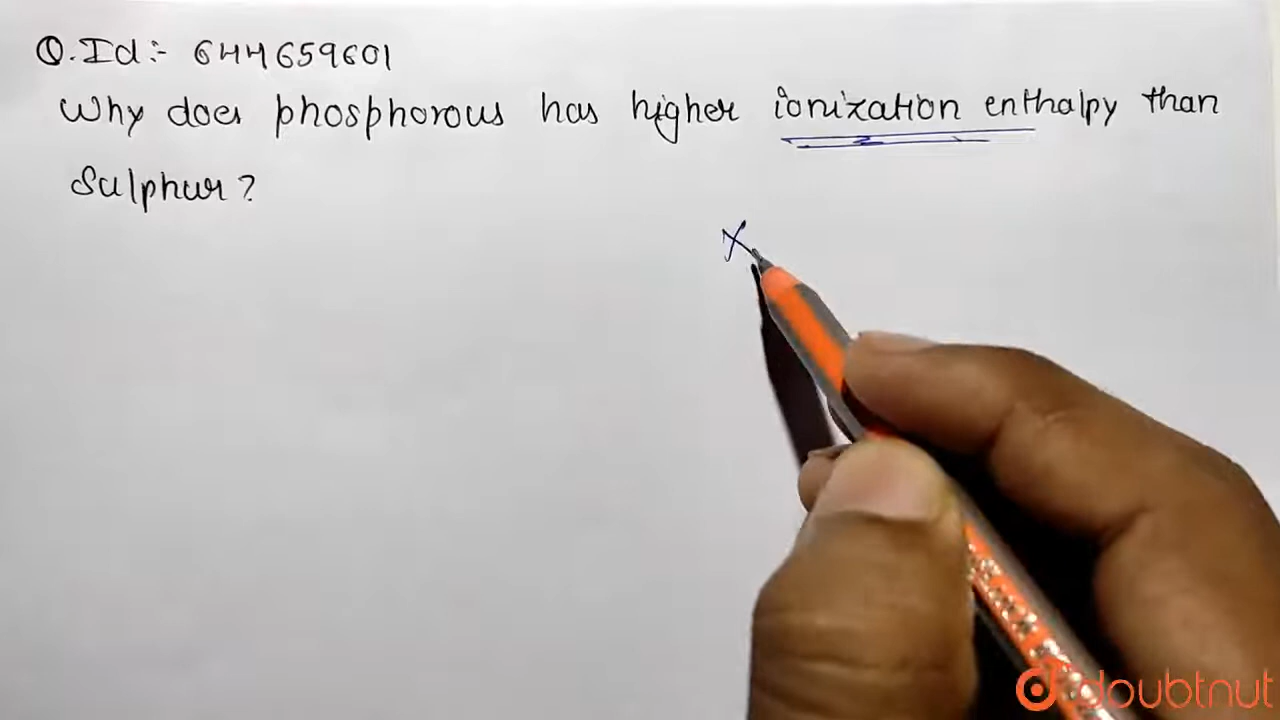 Q.Id:- 644659601
Why does phosphorous has higher ionization enthalpy than
Sulphur?
X
doubtnut